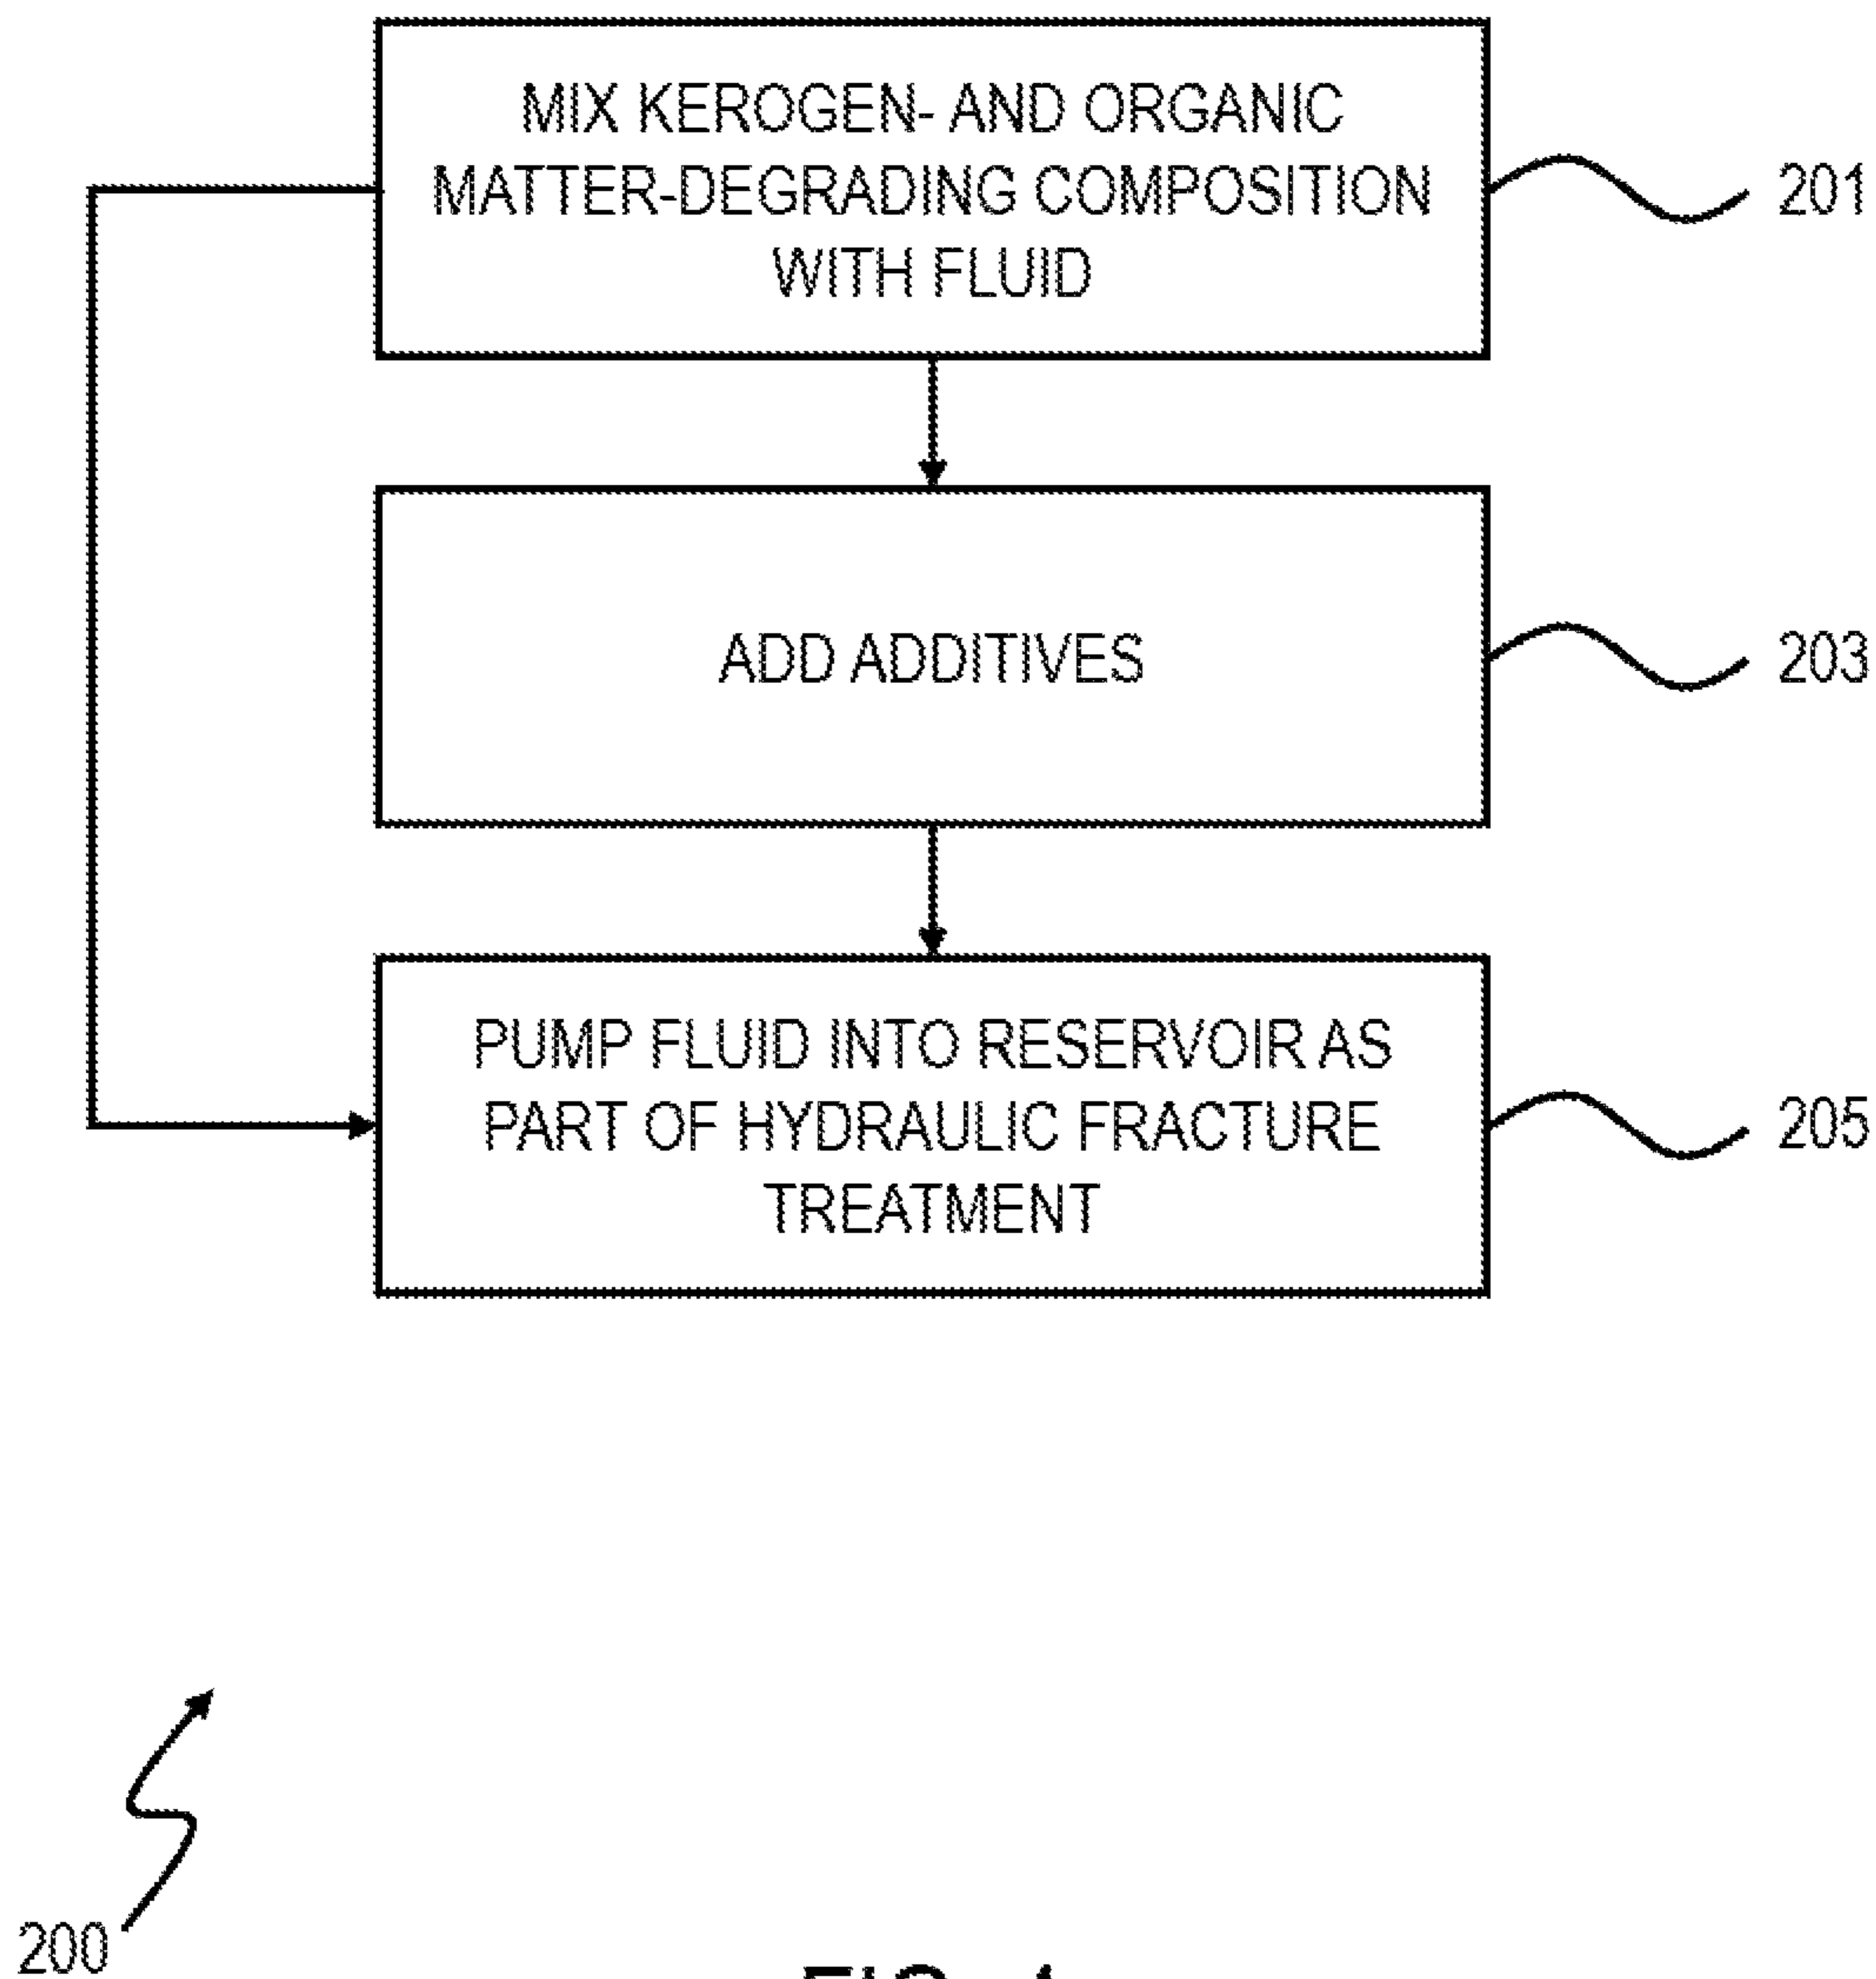 MIX KEROGEN- AND ORGANIC
MATTER-DEGRADING COMPOSITION
WITH FLUID
201
ADD ADDITIVES
203
PUMP FLUID INTO RESERVOIR AS
PART OF HYDRAULIC FRACTURE
TREATMENT
205
200